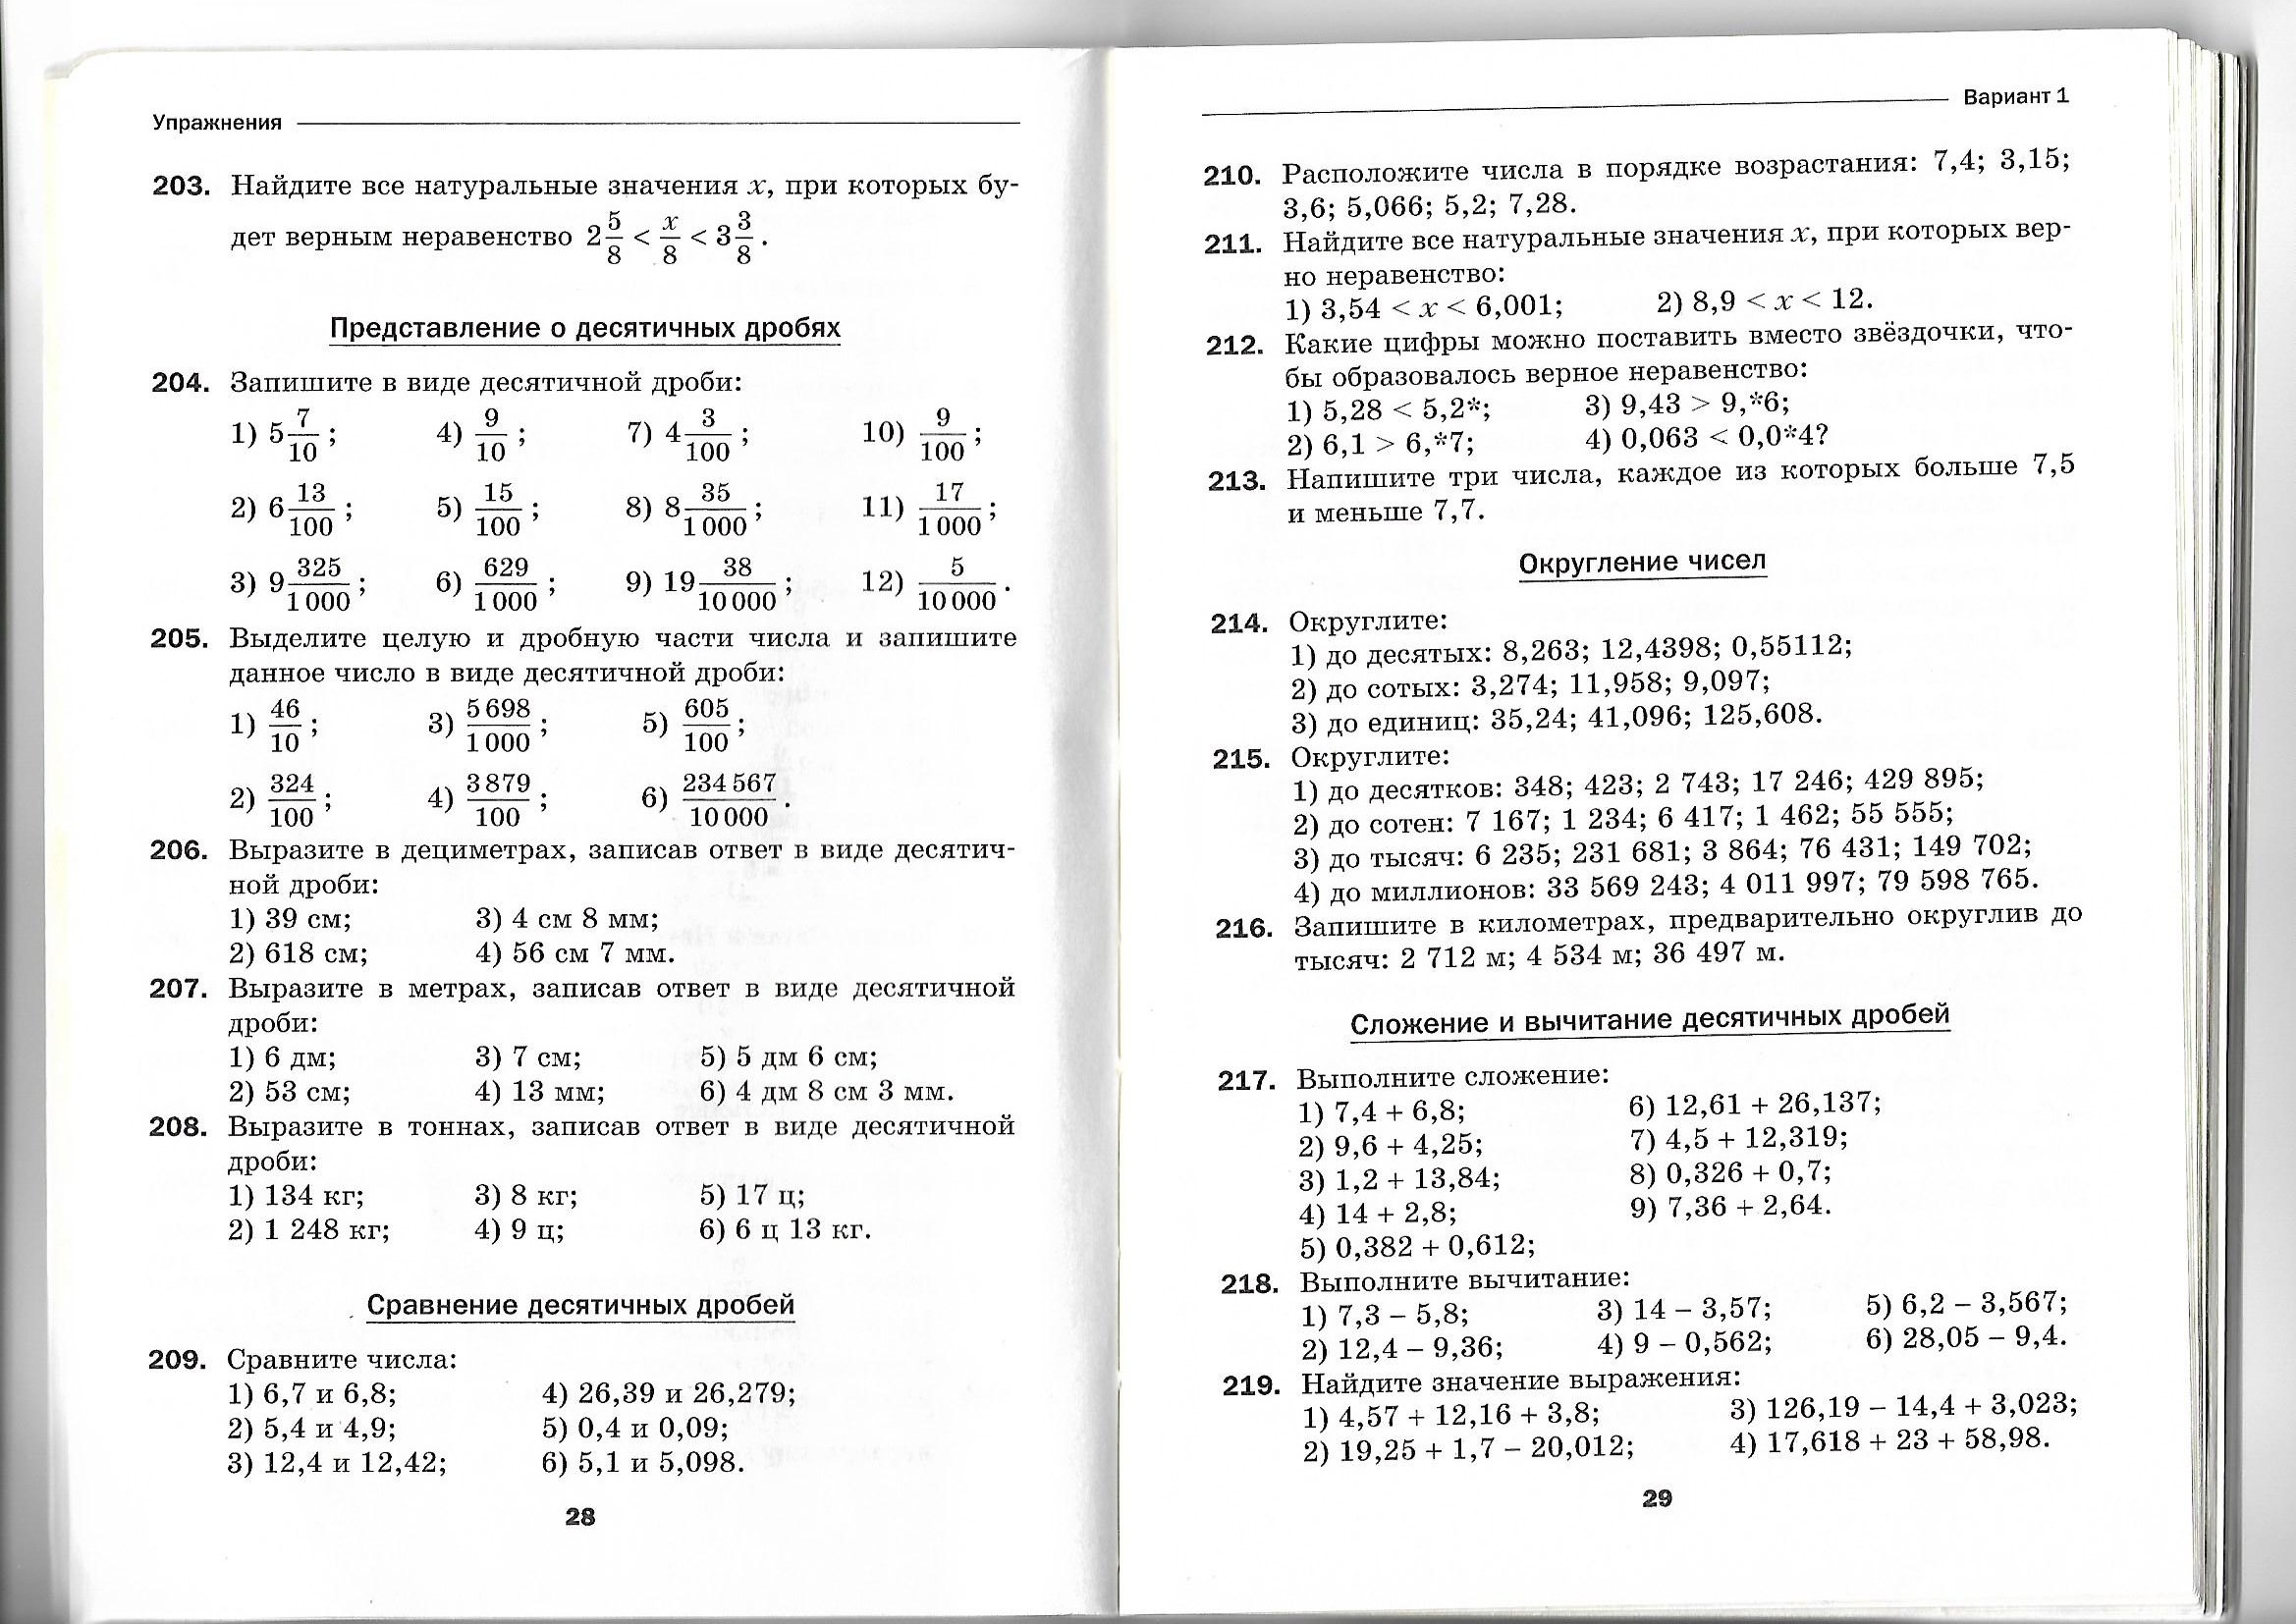 Упражнения
203. Найдите все натуральные значения x, при которых бу-
дет верным неравенство 2 5/8 < x/8 < 3 3/8.
Представление о десятичных дробях
204. Запишите в виде десятичной дроби:
1) 5 7/10; 4) 9/10; 7) 4 3/100; 10) 9/100;
2) 6 13/100; 5) 15/100; 8) 8 35/1000; 11) 17/1000;
3) 9 325/1000; 6) 629/1000; 9) 19 38/10000; 12) 5/10000.
205. Выделите целую и дробную части числа и запишите
данное число в виде десятичной дроби:
1) 46/10; 3) 5698/1000; 5) 605/100;
2) 324/100; 4) 3879/100; 6) 234567/10000.
206. Выразите в дециметрах, записав ответ в виде десятич-
ной дроби:
1) 39 см; 3) 4 см 8 мм;
2) 618 см; 4) 56 см 7 мм.
207. Выразите в метрах, записав ответ в виде десятичной
дроби:
1) 6 дм; 3) 7 см; 5) 5 дм 6 см;
2) 53 см; 4) 13 мм; 6) 4 дм 8 см 3 мм.
208. Выразите в тоннах, записав ответ в виде десятичной
дроби:
1) 134 кг; 3) 8 кг; 5) 17 ц;
2) 1 248 кг; 4) 9 ц; 6) 6 ц 13 кг.
Сравнение десятичных дробей
209. Сравните числа:
1) 6,7 и 6,8; 4) 26,39 и 26,279;
2) 5,4 и 4,9; 5) 0,4 и 0,09;
3) 12,4 и 12,42; 6) 5,1 и 5,098.
28
Вариант 1
210. Расположите числа в порядке возрастания: 7,4; 3,15;
3,6; 5,066; 5,2; 7,28.
211. Найдите все натуральные значения x, при которых вер-
но неравенство:
1) 3,54 < x < 6,001; 2) 8,9 < x < 12.
212. Какие цифры можно поставить вместо звёздочки, что-
бы образовалось верное неравенство:
1) 5,28 < 5,2*; 3) 9,43 > 9,*6;
2) 6,1 > 6,*7; 4) 0,063 < 0,0*4?
213. Напишите три числа, каждое из которых больше 7,5
и меньше 7,7.
Округление чисел
214. Округлите:
1) до десятых: 8,263; 12,4398; 0,55112;
2) до сотых: 3,274; 11,958; 9,097;
3) до единиц: 35,24; 41,096; 125,608.
215. Округлите:
1) до десятков: 348; 423; 2 743; 17 246; 429 895;
2) до сотен: 7 167; 1 234; 6 417; 1 462; 55 555;
3) до тысяч: 6 235; 231 681; 3 864; 76 431; 149 702;
4) до миллионов: 33 569 243; 4 011 997; 79 598 765.
216. Запишите в километрах, предварительно округлив до
тысяч: 2 712 м; 4 534 м; 36 497 м.
Сложение и вычитание десятичных дробей
217. Выполните сложение:
1) 7,4 + 6,8; 6) 12,61 + 26,137;
2) 9,6 + 4,25; 7) 4,5 + 12,319;
3) 1,2 + 13,84; 8) 0,326 + 0,7;
4) 14 + 2,8; 9) 7,36 + 2,64.
5) 0,382 + 0,612;
218. Выполните вычитание:
1) 7,3 – 5,8; 3) 14 – 3,57; 5) 6,2 – 3,567;
2) 12,4 – 9,36; 4) 9 – 0,562; 6) 28,05 – 9,4.
219. Найдите значение выражения:
1) 4,57 + 12,16 + 3,8; 3) 126,19 – 14,4 + 3,023;
2) 19,25 + 1,7 – 20,012; 4) 17,618 + 23 + 58,98.
29